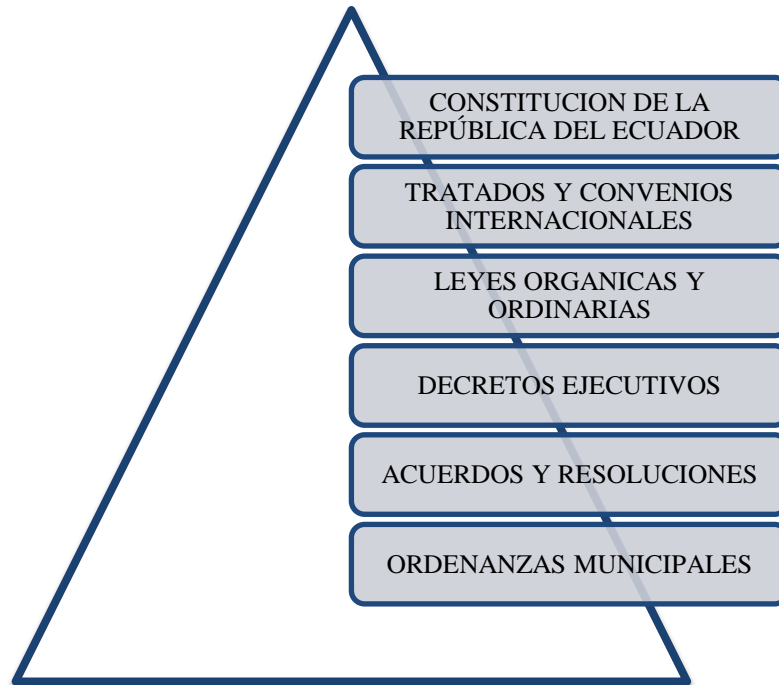 CONSTITUCION DE LA
REPÚBLICA DEL ECUADOR
TRATADOS Y CONVENIOS
INTERNACIONALES
LEYES ORGANICAS Y
ORDINARIAS
DECRETOS EJECUTIVOS
ACUERDOS Y RESOLUCIONES
ORDENANZAS MUNICIPALES